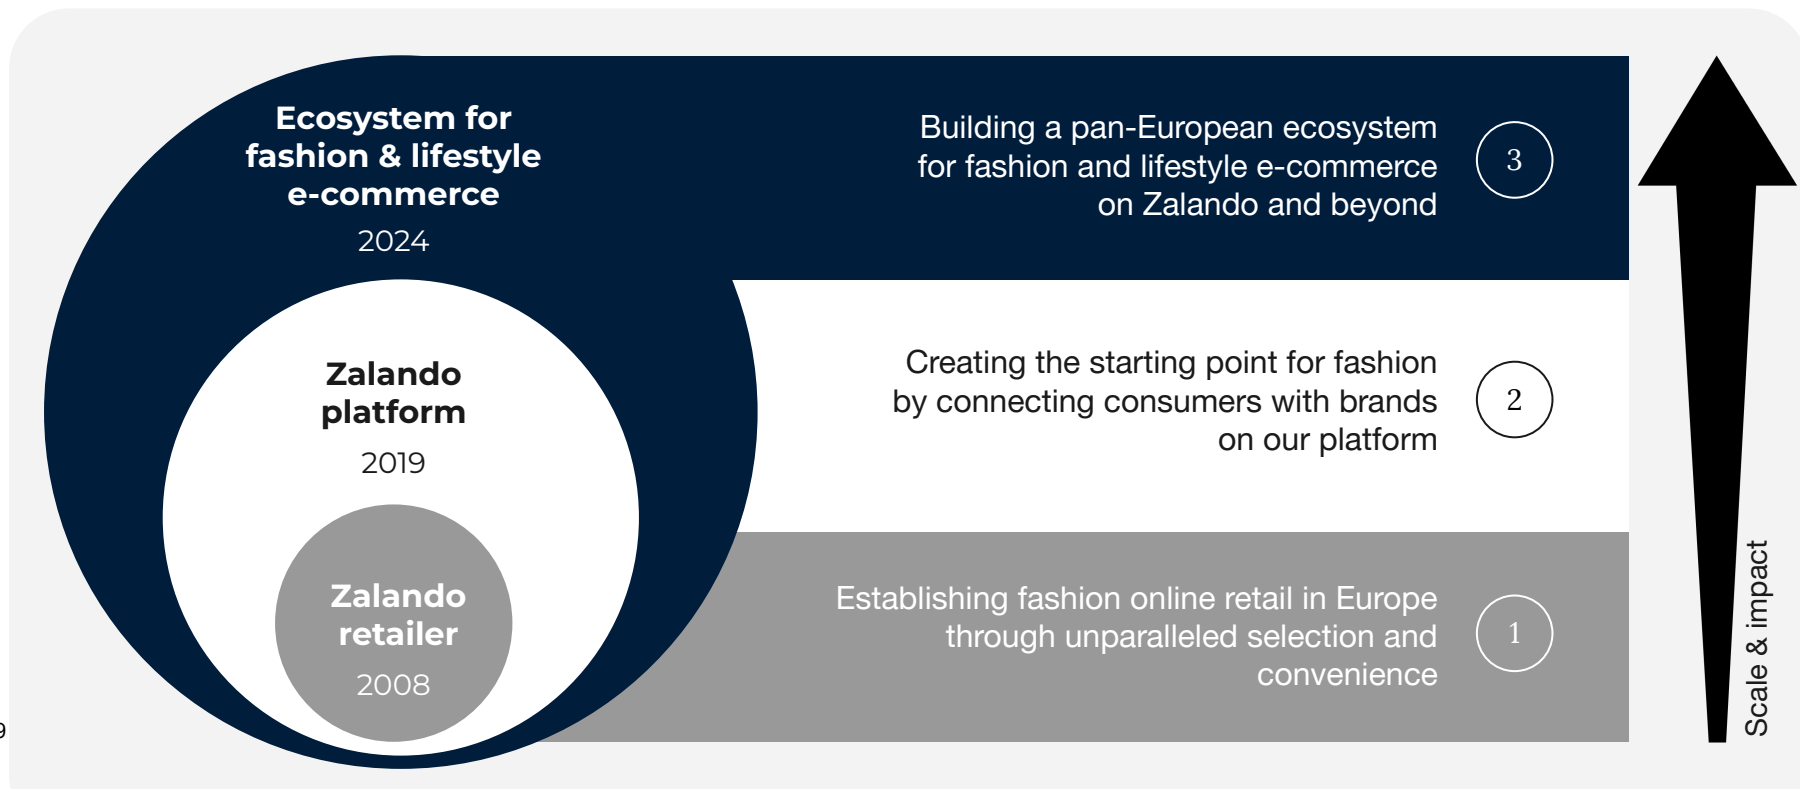 Ecosystem for
fashion & lifestyle
e-commerce
2024
Building a pan-European ecosystem
for fashion and lifestyle e-commerce
on Zalando and beyond
3
Zalando
platform
2019
Creating the starting point for fashion
by connecting consumers with brands
on our platform
2
Zalando
retailer
2008
Establishing fashion online retail in Europe
through unparalleled selection and
convenience
1
Scale & impact
9